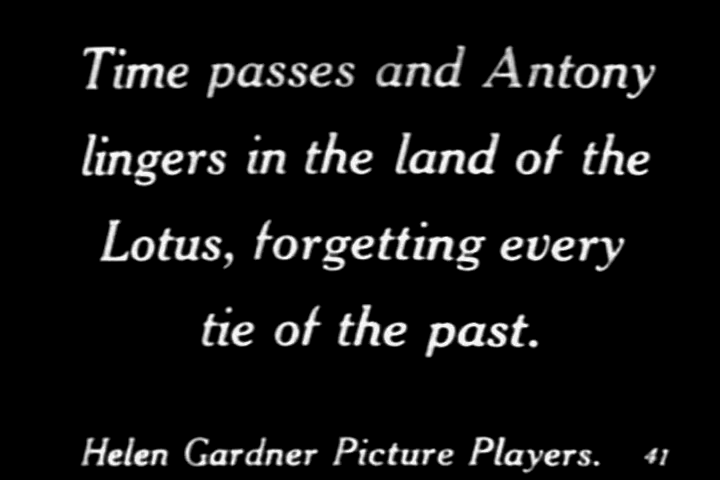 Time passes and Antony
lingers in the land of the
Lotus, forgetting every
tie of the past.
Helen Gardner Picture Players. 41